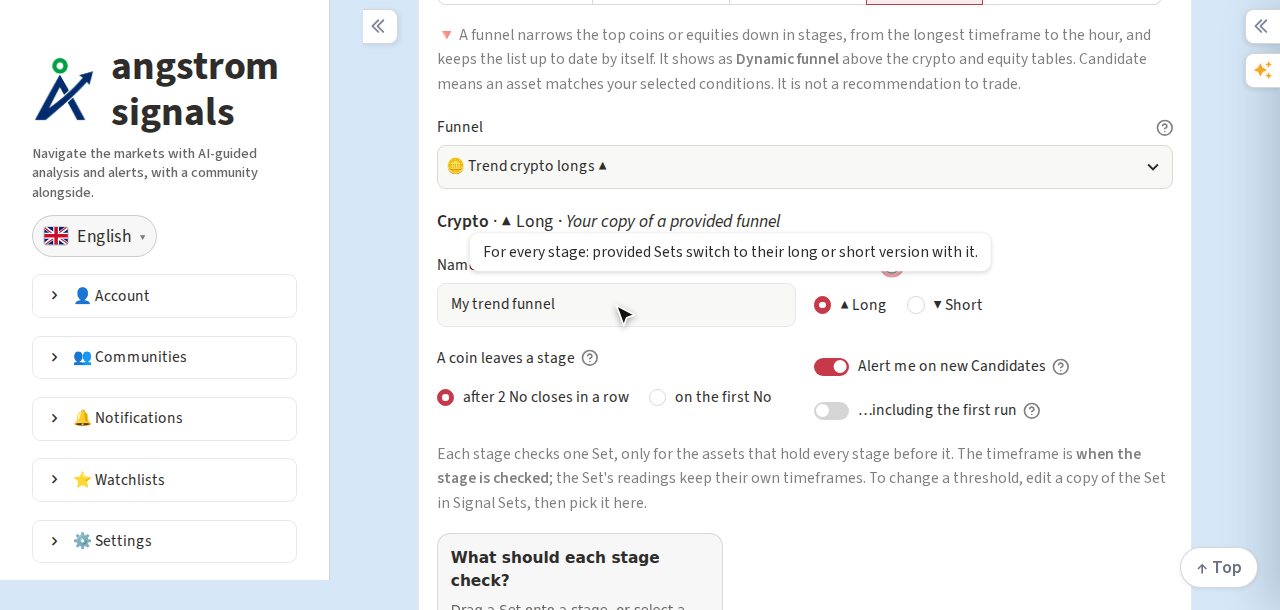 angstrom
signals
Navigate the markets with AI-guided
analysis and alerts, with a community
alongside.
English
Account
Communities
Notifications
Watchlists
Settings
A funnel narrows the top coins or equities down in stages, from the longest timeframe to the hour, and
keeps the list up to date by itself. It shows as Dynamic funnel above the crypto and equity tables. Candidate
means an asset matches your selected conditions. It is not a recommendation to trade.
Funnel
Trend crypto longs ▲
Crypto · ▲ Long · Your copy of a provided funnel
For every stage: provided Sets switch to their long or short version with it.
Name
My trend funnel
▲ Long
▼ Short
A coin leaves a stage
after 2 No closes in a row
on the first No
Alert me on new Candidates
…including the first run
Each stage checks one Set, only for the assets that hold every stage before it. The timeframe is when the
stage is checked; the Set's readings keep their own timeframes. To change a threshold, edit a copy of the Set
in Signal Sets, then pick it here.
What should each stage
check?
Drag a Set onto a stage, or select a
↑ Top